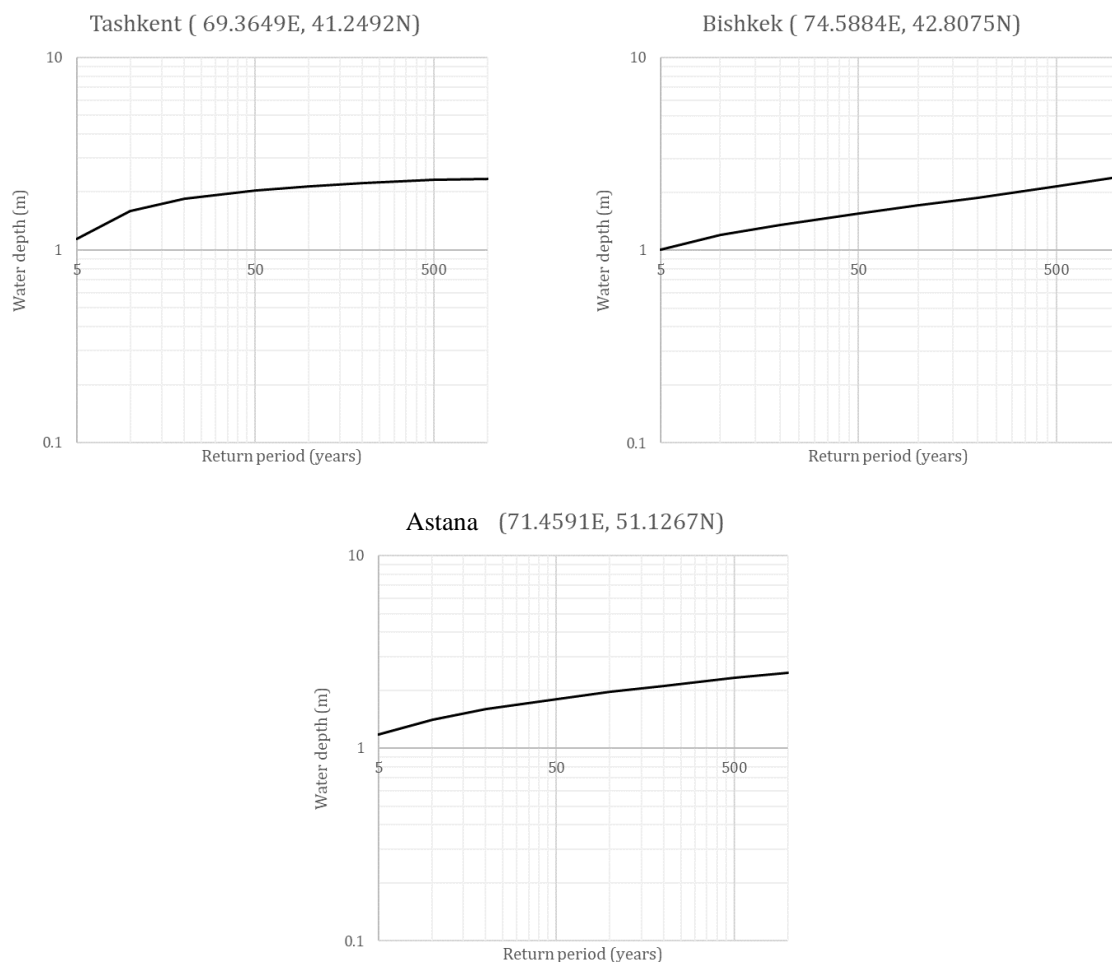 Tashkent ( 69.3649E, 41.2492N)
10
Water depth (m)
1
5
50
500
0.1
Return period (years)
Bishkek ( 74.5884E, 42.8075N)
10
Water depth (m)
1
5
50
500
0.1
Return period (years)
Astana (71.4591E, 51.1267N)
10
Water depth (m)
1
5
50
500
0.1
Return period (years)